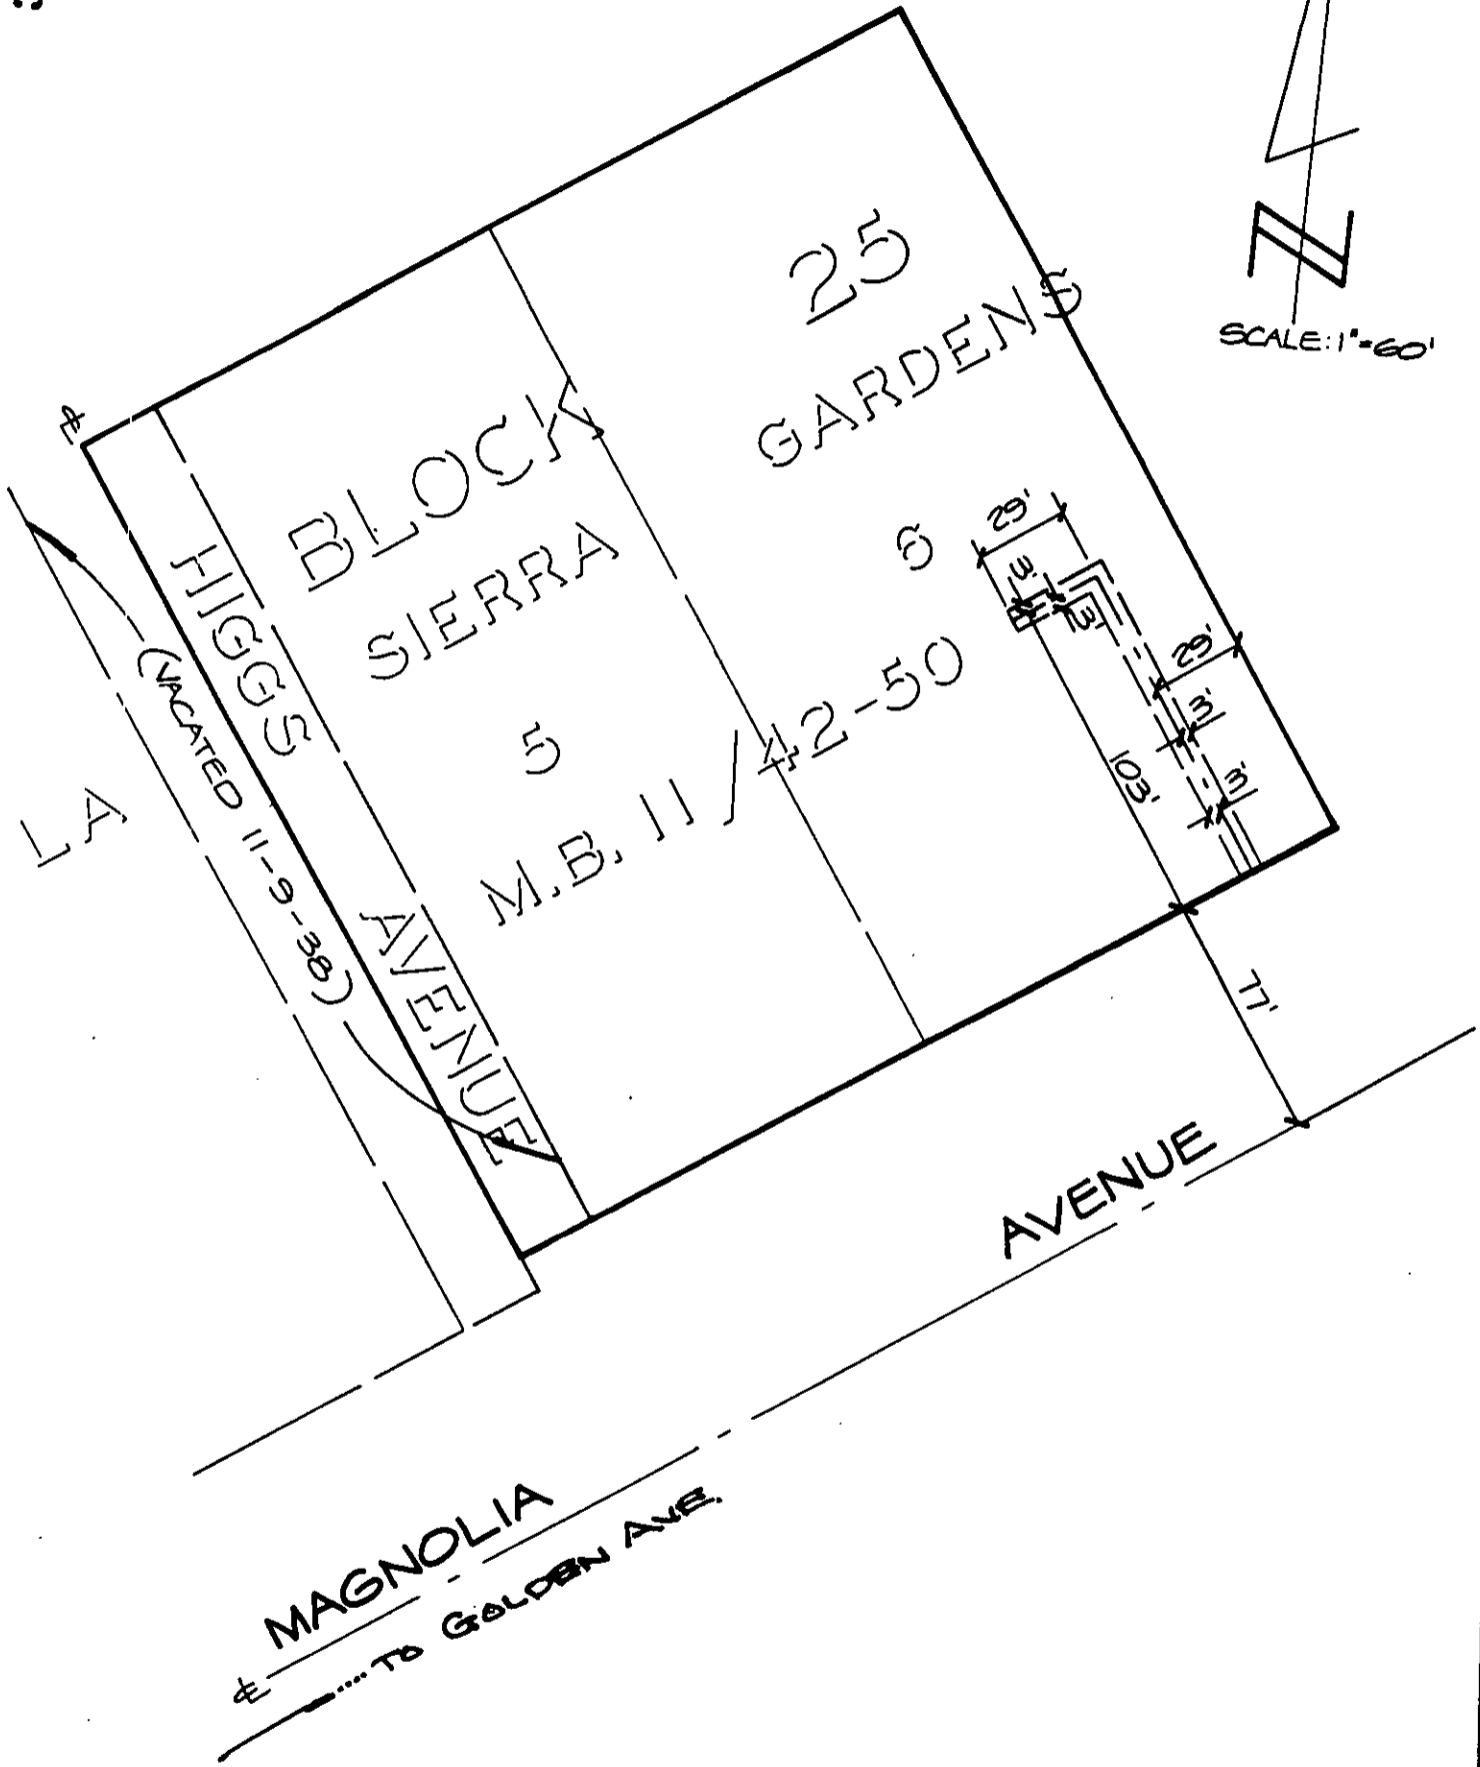 25
GARDENS
SCALE: 1"=60'
BLOCK
SIERRA
HIGGS
AVENUE
(VACATED 11-9-38)
LA
5
6
M.B. 11/42-50
29'
3'
3'
29'
3'
3'
103'
77'
MAGNOLIA AVENUE
.... TO GOLDEN AVE.